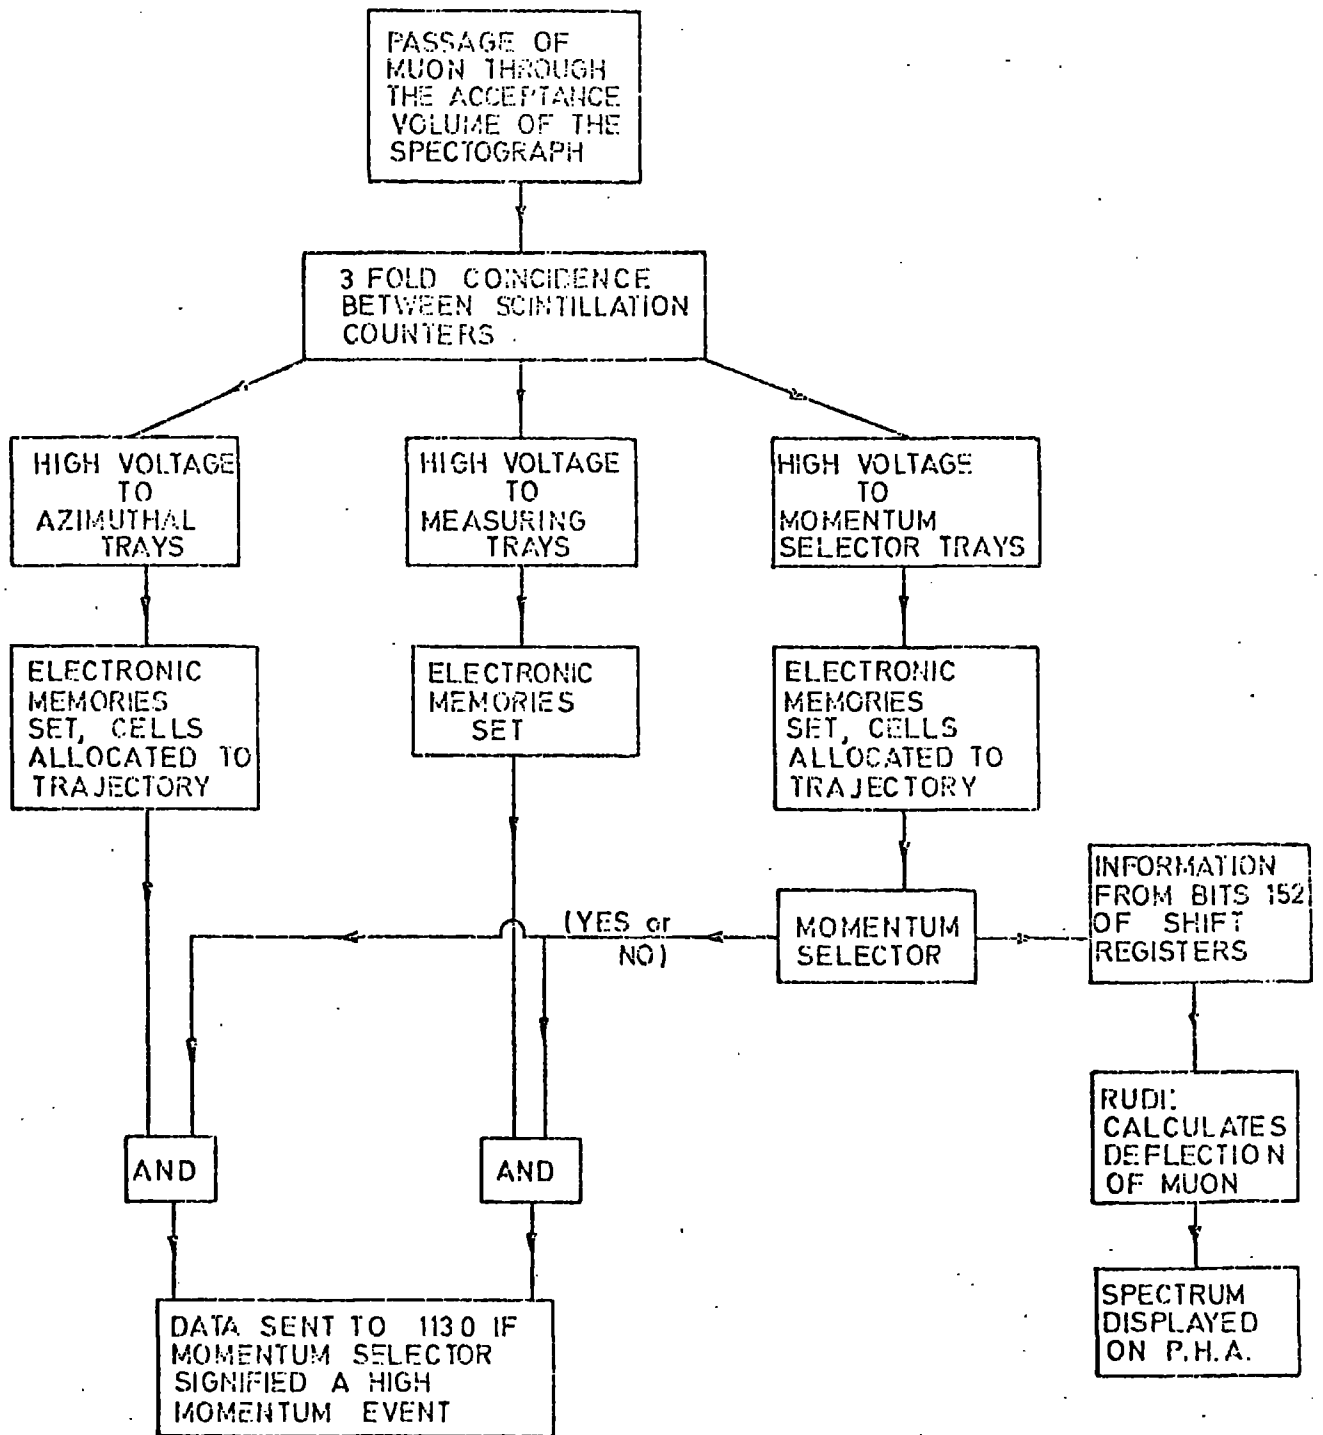 PASSAGE OF
MUON THROUGH
THE ACCEPTANCE
VOLUME OF THE
SPECTOGRAPH
3 FOLD COINCIDENCE
BETWEEN SCINTILLATION
COUNTERS
HIGH VOLTAGE
TO
AZIMUTHAL
TRAYS
HIGH VOLTAGE
TO
MEASURING
TRAYS
HIGH VOLTAGE
TO
MOMENTUM
SELECTOR TRAYS
ELECTRONIC
MEMORIES
SET, CELLS
ALLOCATED TO
TRAJECTORY
ELECTRONIC
MEMORIES
SET
ELECTRONIC
MEMORIES
SET, CELLS
ALLOCATED TO
TRAJECTORY
(YES or
NO)
MOMENTUM
SELECTOR
INFORMATION
FROM BITS 152
OF SHIFT
REGISTERS
AND
AND
RUDI:
CALCULATES
DEFLECTION
OF MUON
DATA SENT TO 1130 IF
MOMENTUM SELECTOR
SIGNIFIED A HIGH
MOMENTUM EVENT
SPECTRUM
DISPLAYED
ON P.H.A.